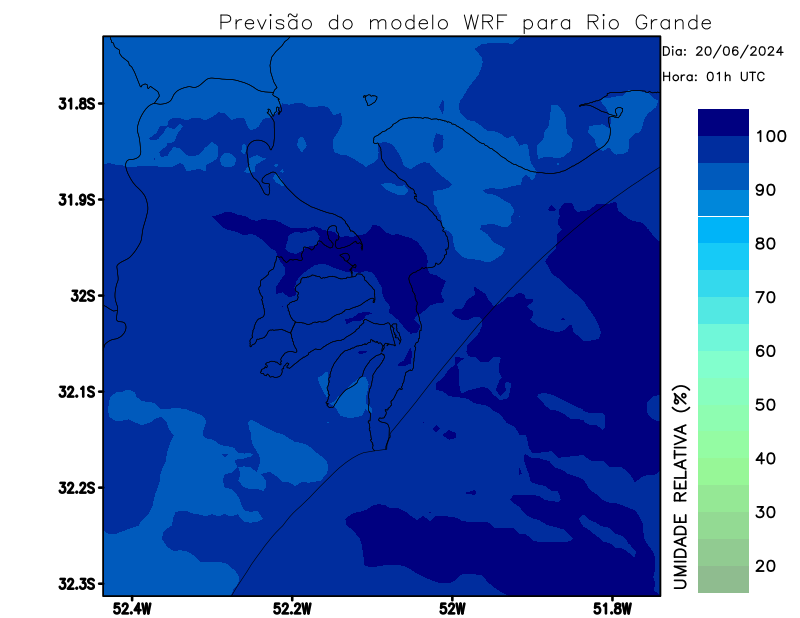 Previsão do modelo WRF para Rio Grande
Dia: 20/06/2024
Hora: 01h UTC
31.8S
31.9S
32S
32.1S
32.2S
32.3S
52.4W
52.2W
52W
51.8W
100
90
80
70
60
50
40
30
20
UMIDADE RELATIVA (%)